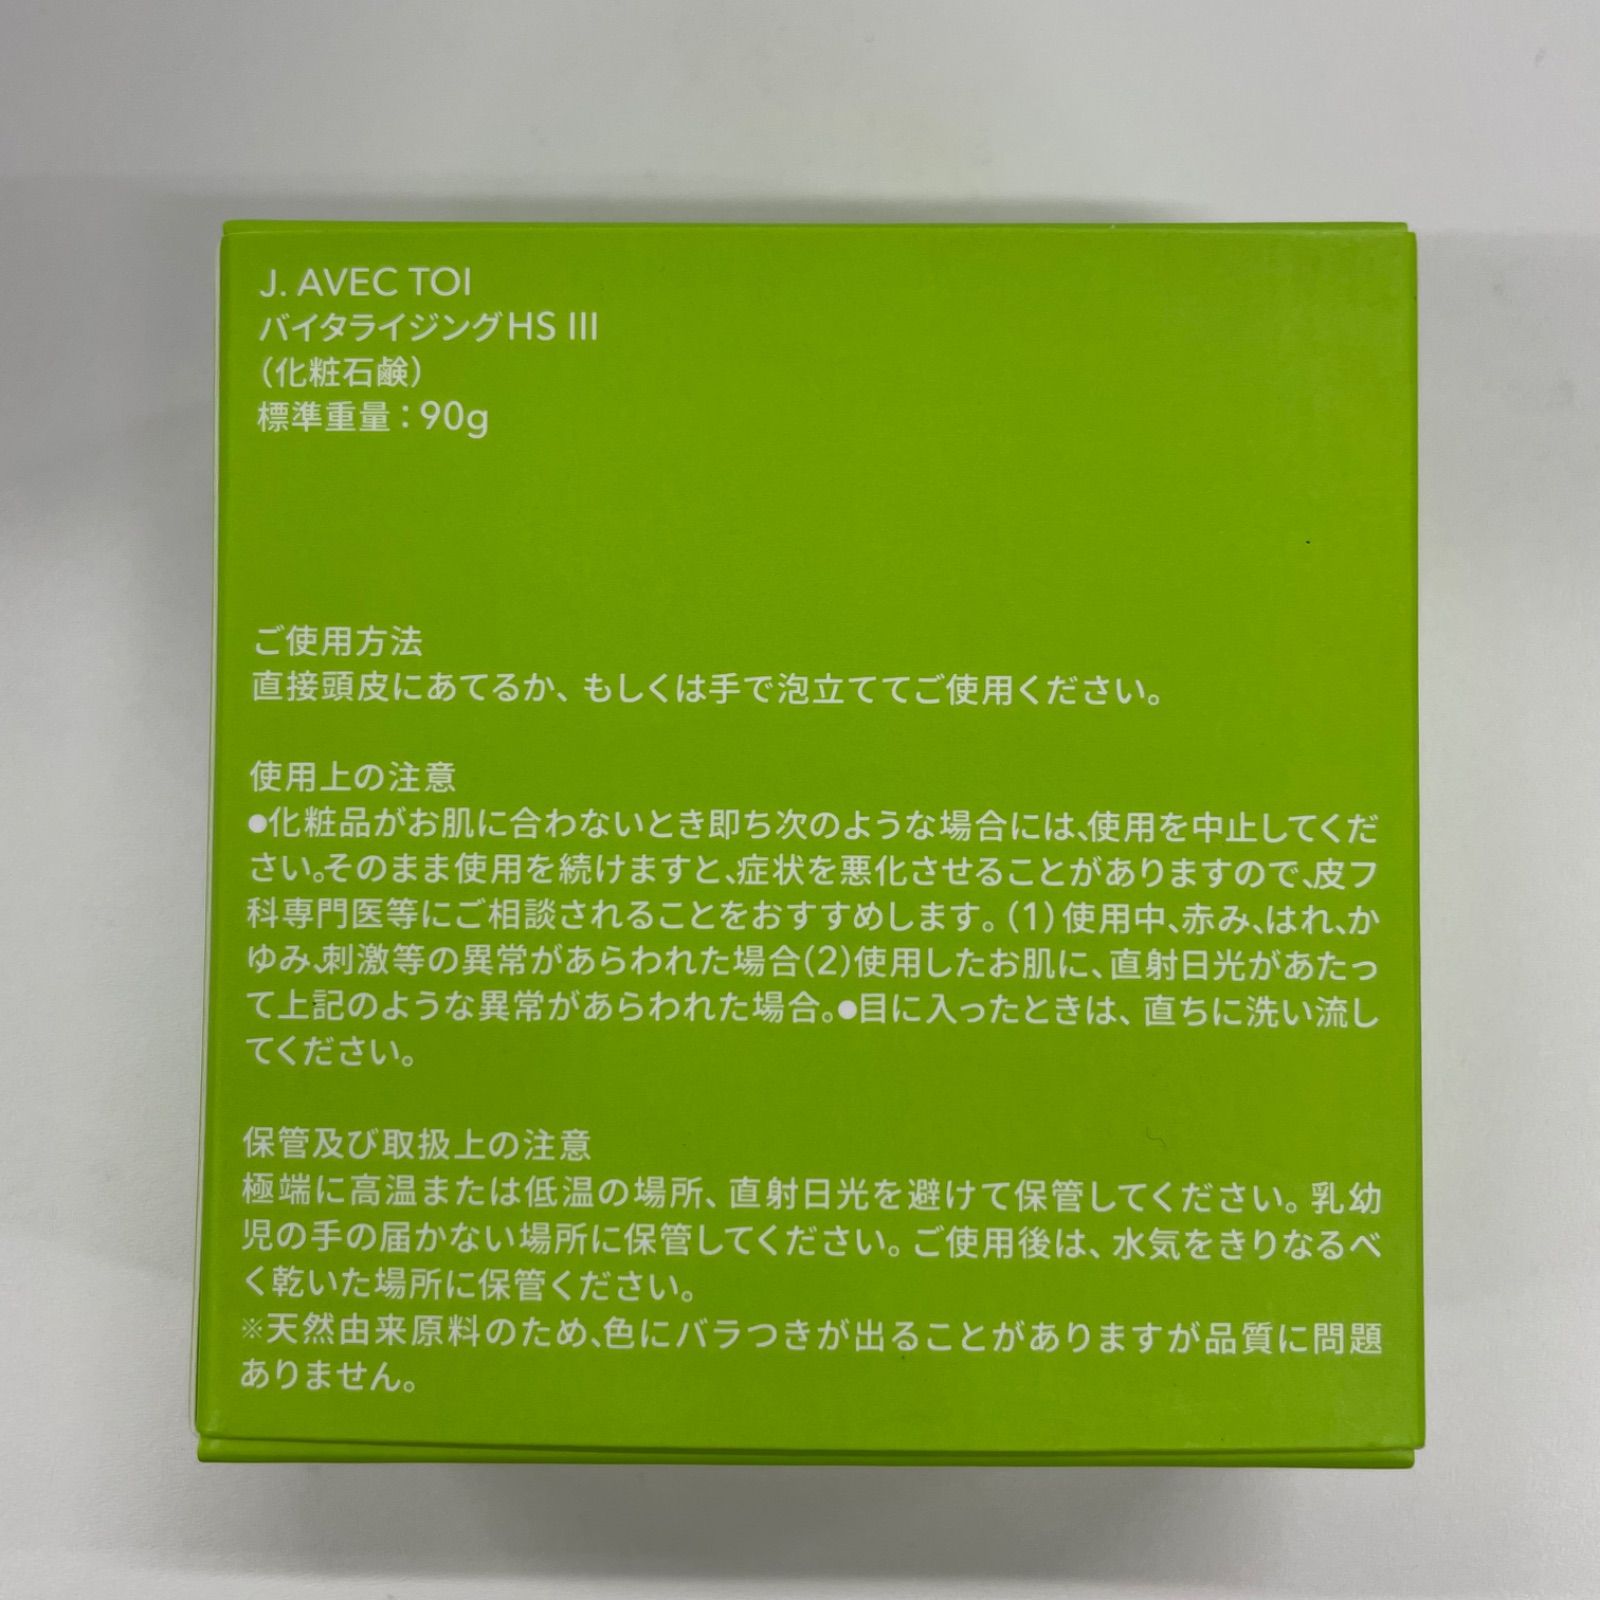 J. AVEC TOI
バイタライジングHS III
（化粧石鹸）
標準重量：90g
ご使用方法
直接頭皮にあてるか、もしくは手で泡立ててご使用ください。
使用上の注意
●化粧品がお肌に合わないとき即ち次のような場合には、使用を中止してくだ
さい。そのまま使用を続けますと、症状を悪化させることがありますので、皮フ
科専門医等にご相談されることをおすすめします。（1）使用中、赤み、はれ、か
ゆみ、刺激等の異常があらわれた場合（2）使用したお肌に、直射日光があたっ
て上記のような異常があらわれた場合。●目に入ったときは、直ちに洗い流し
てください。
保管及び取扱上の注意
極端に高温または低温の場所、直射日光を避けて保管してください。乳幼
児の手の届かない場所に保管してください。ご使用後は、水気をきりなるべ
く乾いた場所に保管ください。
※天然由来原料のため、色にバラつきが出ることがありますが品質に問題
ありません。